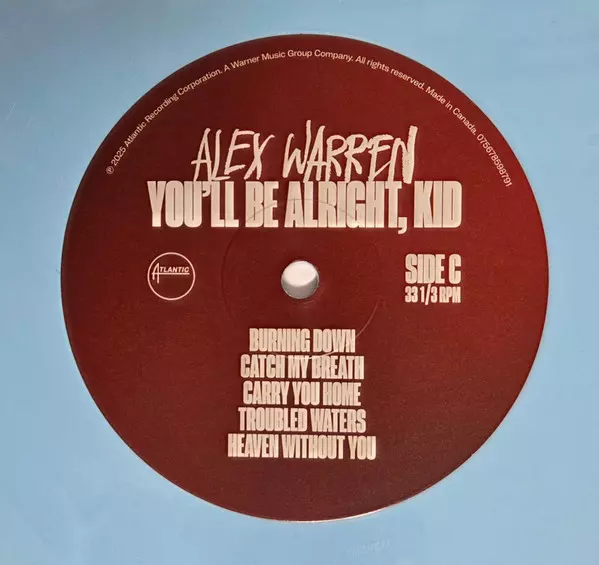 ℗ 2025 Atlantic Recording Corporation. A Warner Music Group Company. All rights reserved. Made in Canada. 075678598791
ALEX WARREN
YOU'LL BE ALRIGHT, KID
ATLANTIC
SIDE C
33 1/3 RPM
BURNING DOWN
CATCH MY BREATH
CARRY YOU HOME
TROUBLED WATERS
HEAVEN WITHOUT YOU